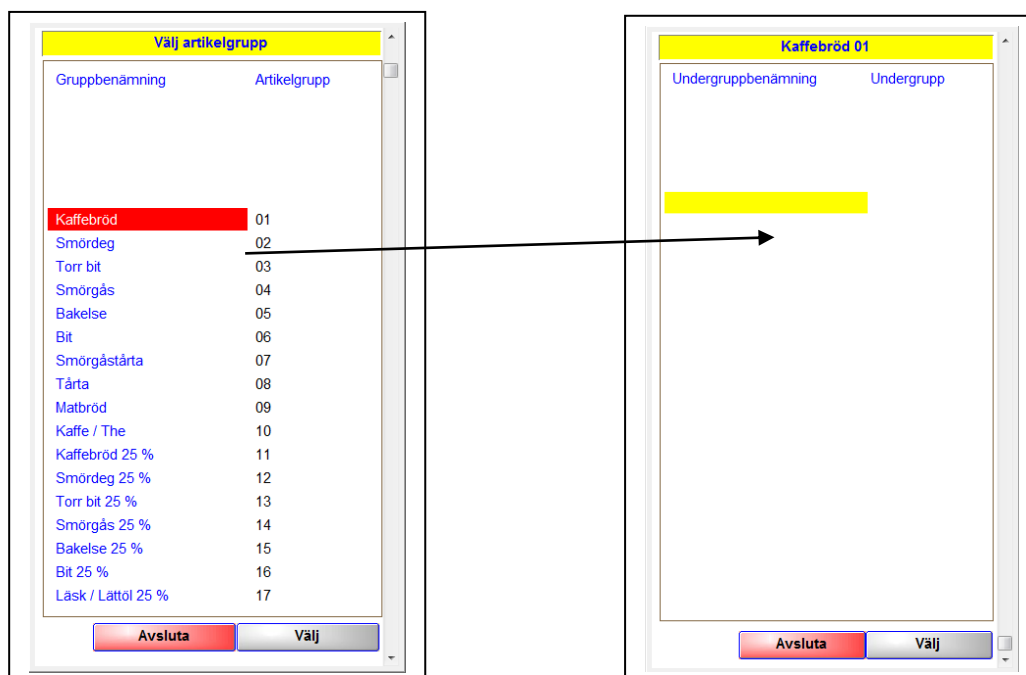 Välj artikelgrupp
Gruppbenämning Artikelgrupp
Kaffebröd 01
Smördeg 02
Torr bit 03
Smörgås 04
Bakelse 05
Bit 06
Smörgåstårta 07
Tårta 08
Matbröd 09
Kaffe / The 10
Kaffebröd 25 % 11
Smördeg 25 % 12
Torr bit 25 % 13
Smörgås 25 % 14
Bakelse 25 % 15
Bit 25 % 16
Läsk / Lättöl 25 % 17
Avsluta Välj
Kaffebröd 01
Undergruppbenämning Undergrupp
Avsluta Välj